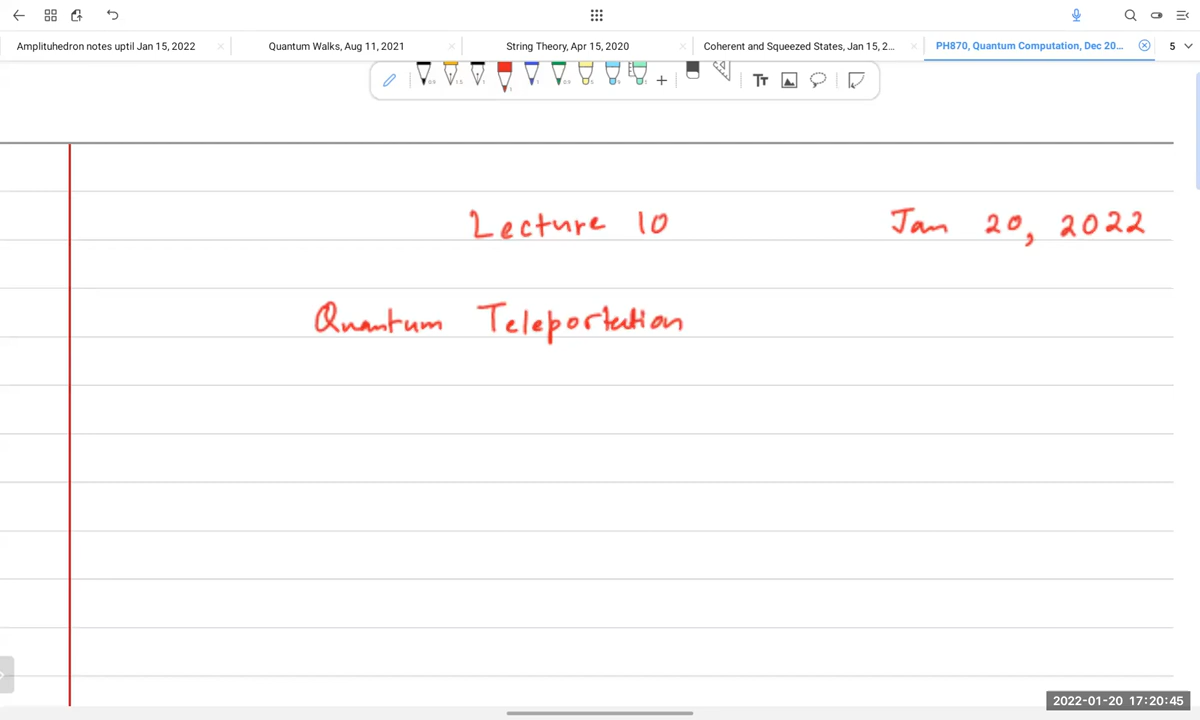 Amplituhedron notes uptil Jan 15, 2022
Quantum Walks, Aug 11, 2021
String Theory, Apr 15, 2020
Coherent and Squeezed States, Jan 15, 2...
PH870, Quantum Computation, Dec 20...
5
Tт
Lecture 10
Jan 20, 2022
Quantum Teleportation
2022-01-20 17:20:45